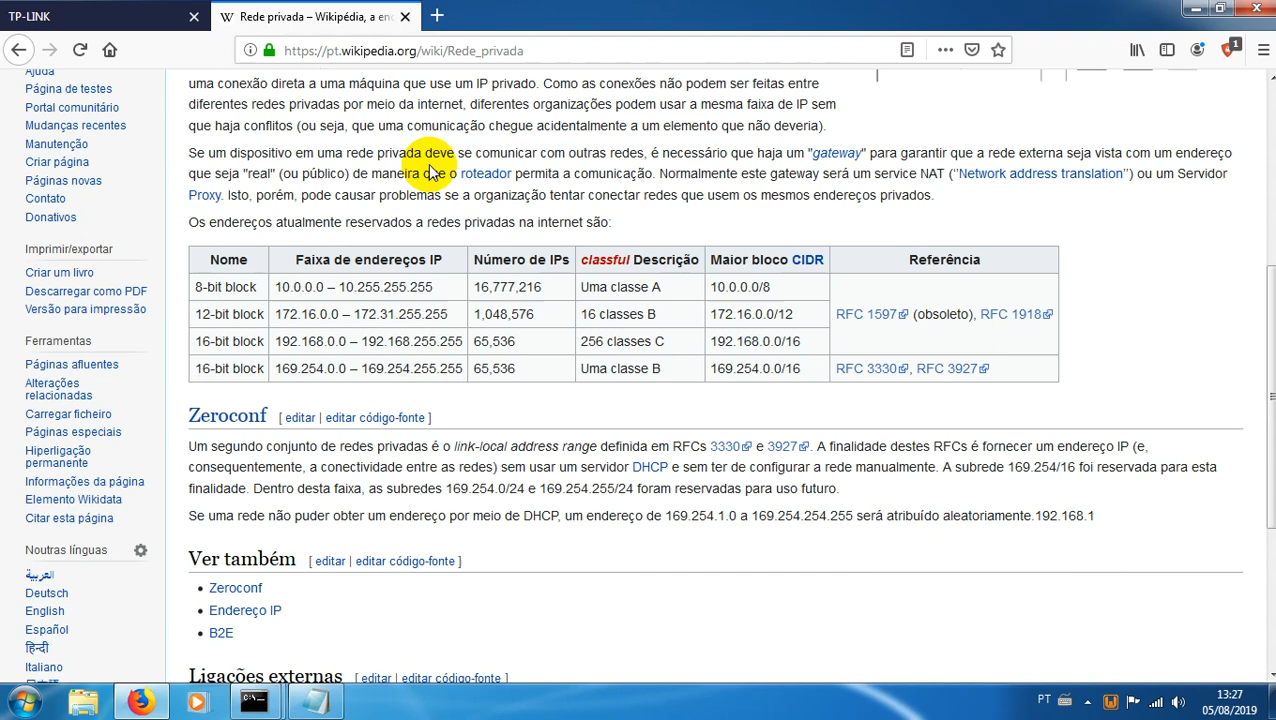 TP-LINK
Rede privada – Wikipédia, a enc
https://pt.wikipedia.org/wiki/Rede_privada
1
Ajuda
Página de testes
Portal comunitário
Mudanças recentes
Manutenção
Criar página
Páginas novas
Contato
Donativos
Imprimir/exportar
Criar um livro
Descarregar como PDF
Versão para impressão
Ferramentas
Páginas afluentes
Alterações
relacionadas
Carregar ficheiro
Páginas especiais
Hiperligação
permanente
Informações da página
Elemento Wikidata
Citar esta página
Noutras línguas
العربية
Deutsch
English
Español
हिन्दी
Italiano
uma conexão direta a uma máquina que use um IP privado. Como as conexões não podem ser feitas entre
diferentes redes privadas por meio da internet, diferentes organizações podem usar a mesma faixa de IP sem
que haja conflitos (ou seja, que uma comunicação chegue acidentalmente a um elemento que não deveria).
Se um dispositivo em uma rede privada deve se comunicar com outras redes, é necessário que haja um "gateway" para garantir que a rede externa seja vista com um endereço
que seja "real" (ou público) de maneira que o roteador permita a comunicação. Normalmente este gateway será um service NAT (''Network address translation'') ou um Servidor
Proxy. Isto, porém, pode causar problemas se a organização tentar conectar redes que usem os mesmos endereços privados.
Os endereços atualmente reservados a redes privadas na internet são:
Nome Faixa de endereços IP Número de IPs classful Descrição Maior bloco CIDR Referência
8-bit block 10.0.0.0 – 10.255.255.255 16,777,216 Uma classe A 10.0.0.0/8
12-bit block 172.16.0.0 – 172.31.255.255 1,048,576 16 classes B 172.16.0.0/12 RFC 1597 (obsoleto), RFC 1918
16-bit block 192.168.0.0 – 192.168.255.255 65,536 256 classes C 192.168.0.0/16
16-bit block 169.254.0.0 – 169.254.255.255 65,536 Uma classe B 169.254.0.0/16 RFC 3330, RFC 3927
Zeroconf [ editar | editar código-fonte ]
Um segundo conjunto de redes privadas é o link-local address range definida em RFCs 3330 e 3927. A finalidade destes RFCs é fornecer um endereço IP (e,
consequentemente, a conectividade entre as redes) sem usar um servidor DHCP e sem ter de configurar a rede manualmente. A subrede 169.254/16 foi reservada para esta
finalidade. Dentro desta faixa, as subredes 169.254.0/24 e 169.254.255/24 foram reservadas para uso futuro.
Se uma rede não puder obter um endereço por meio de DHCP, um endereço de 169.254.1.0 a 169.254.254.255 será atribuído aleatoriamente.192.168.1
Ver também [ editar | editar código-fonte ]
Zeroconf
Endereço IP
B2E
Ligações externas [ editar | editar código-fonte ]
PT
13:27
05/08/2019